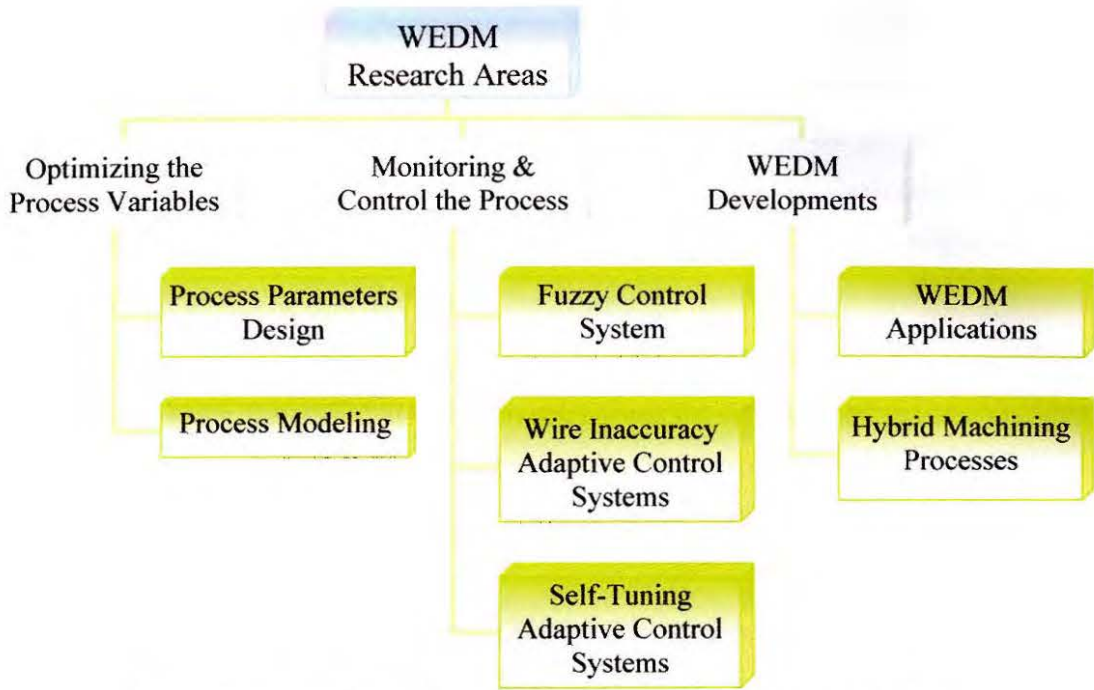 WEDM
Research Areas
Optimizing the
Process Variables
Process Parameters
Design
Process Modeling
Monitoring &
Control the Process
Fuzzy Control
System
Wire Inaccuracy
Adaptive Control
Systems
Self-Tuning
Adaptive Control
Systems
WEDM
Developments
WEDM
Applications
Hybrid Machining
Processes